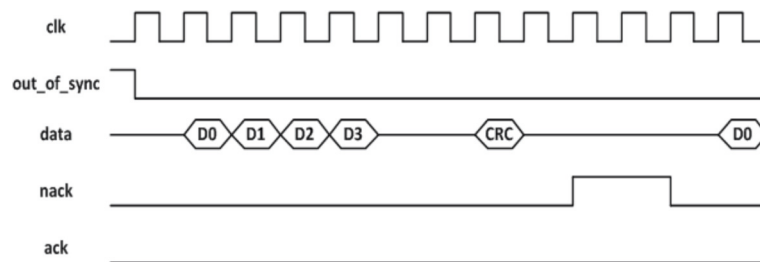 clk
out_of_sync
data D0 D1 D2 D3 CRC D0
nack
ack